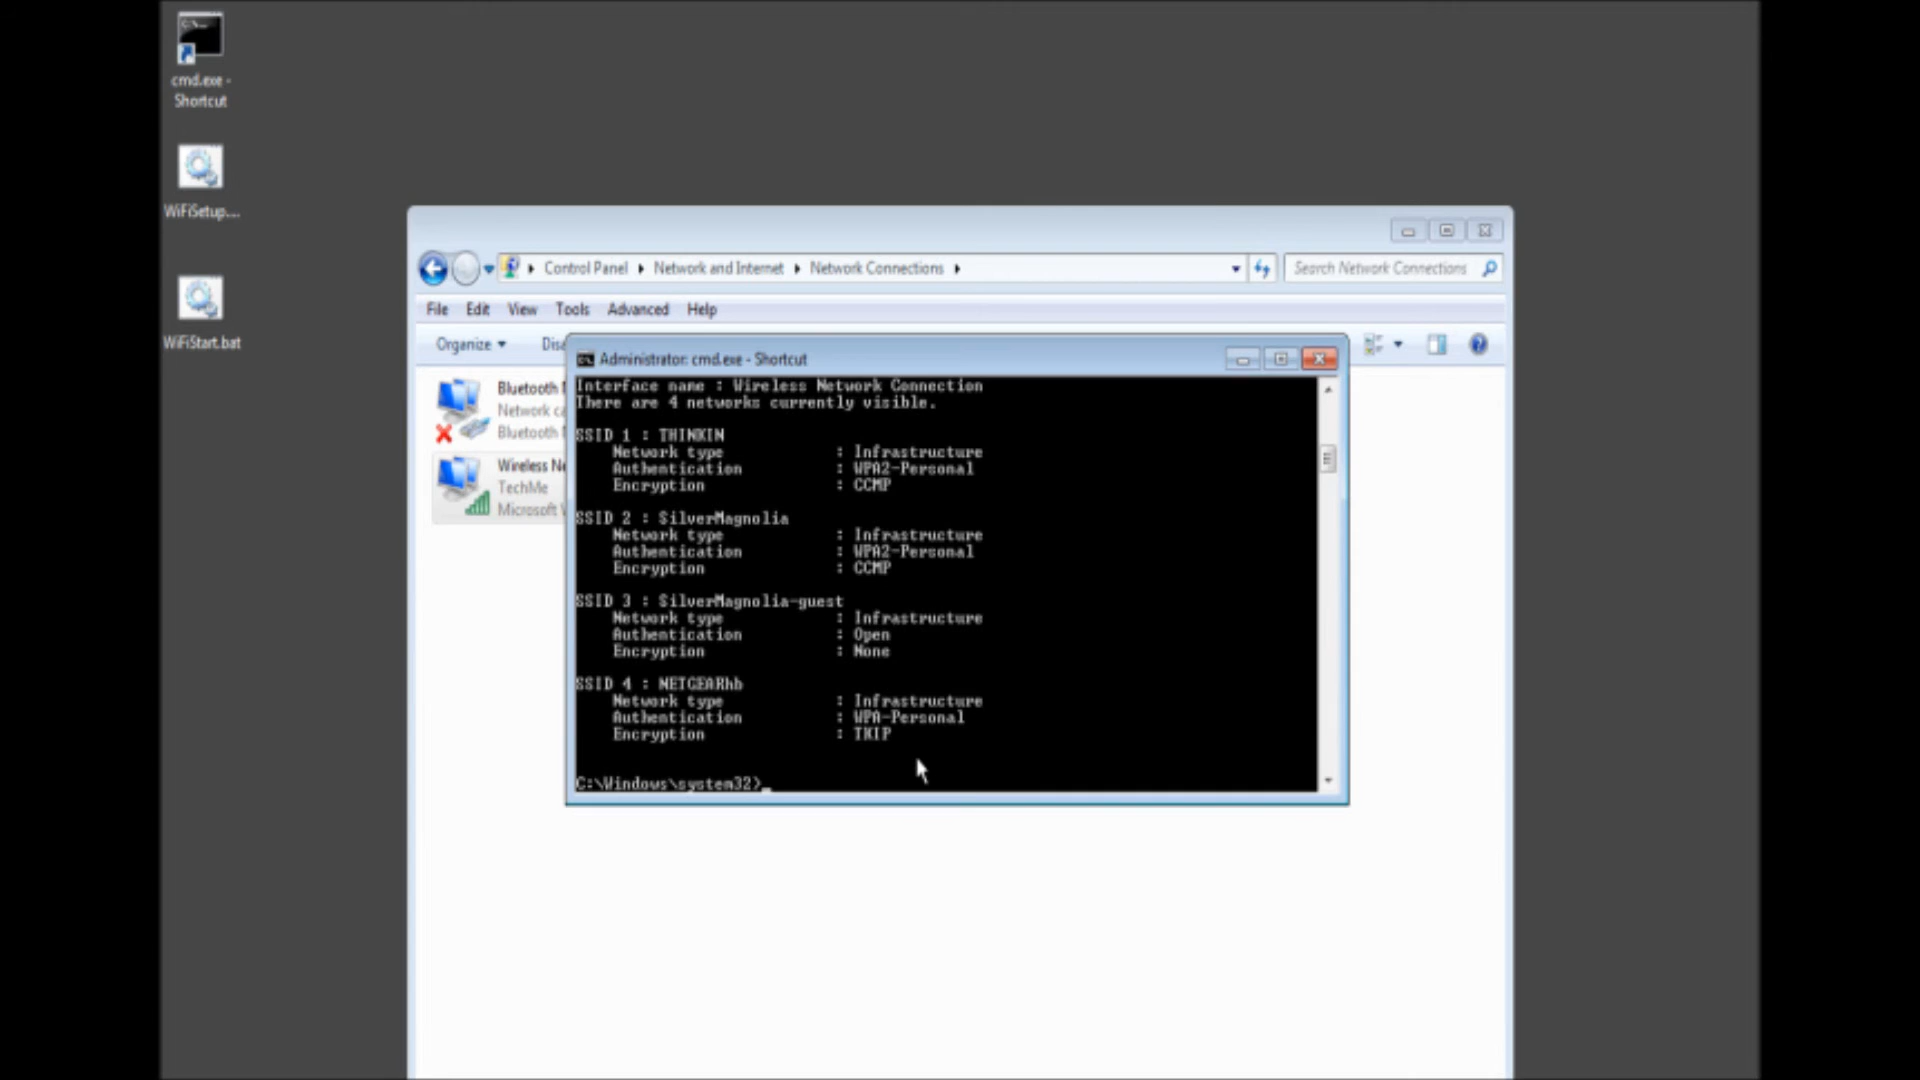 cmd.exe -
Shortcut
WiFiSetup....
WiFiStart.bat
Control Panel
Network and Internet
Network Connections
Search Network Connections
File
Edit
View
Tools
Advanced
Help
Organize
Disa
Bluetooth
Network ca
Bluetooth
Wireless Ne
TechMe
Microsoft
Administrator: cmd.exe - Shortcut
Interface name : Wireless Network Connection
There are 4 networks currently visible.
SSID 1 : THINKIN
Network type : Infrastructure
Authentication : WPA2-Personal
Encryption : CCMP
SSID 2 : SilverMagnolia
Network type : Infrastructure
Authentication : WPA2-Personal
Encryption : CCMP
SSID 3 : SilverMagnolia-guest
Network type : Infrastructure
Authentication : Open
Encryption : None
SSID 4 : NETGEARhb
Network type : Infrastructure
Authentication : WPA-Personal
Encryption : TKIP
C:\Windows\system32>_